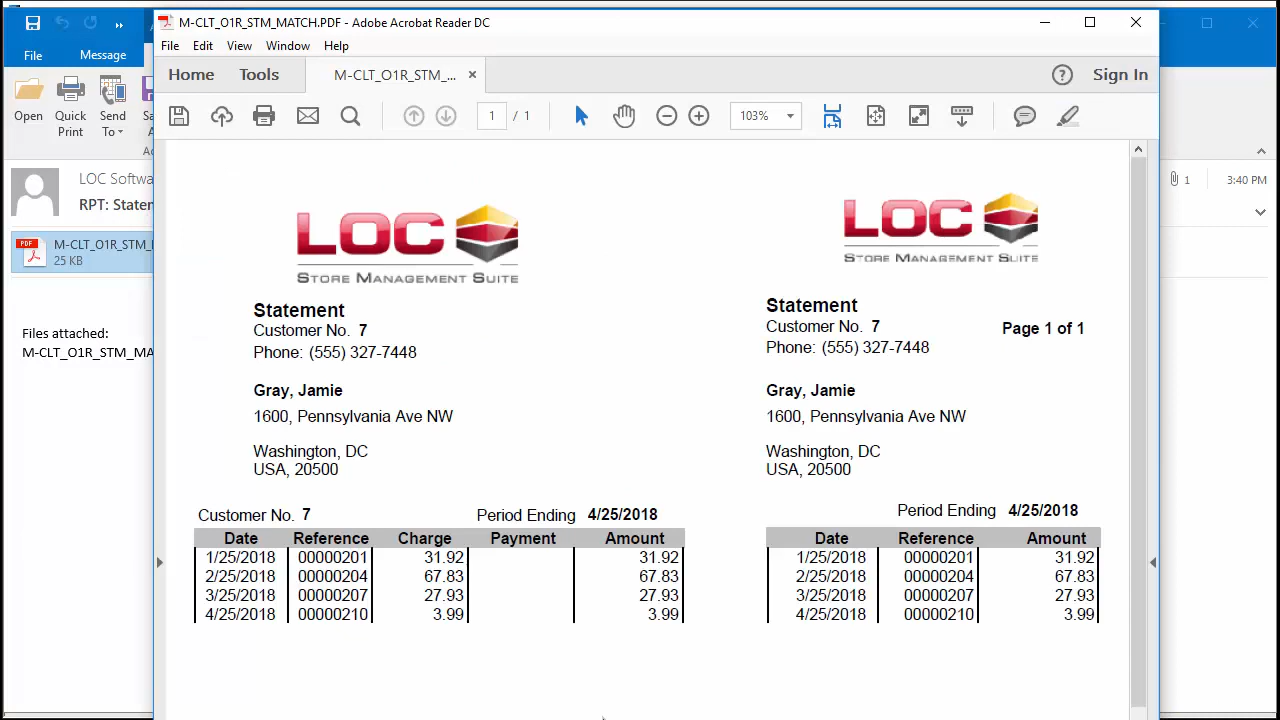 M-CLT_O1R_STM_MATCH.PDF - Adobe Acrobat Reader DC
File Edit View Window Help
Home Tools M-CLT_O1R_STM_... × Sign In
1 / 1 103%
File Message
Open Quick Print Send To
LOC Softwa
RPT: Statem
1 3:40 PM
M-CLT_O1R_STM_
25 KB
Files attached:
M-CLT_O1R_STM_MA
LOC
STORE MANAGEMENT SUITE
Statement
Customer No. 7
Phone: (555) 327-7448
Gray, Jamie
1600, Pennsylvania Ave NW
Washington, DC
USA, 20500
Customer No. 7 Period Ending 4/25/2018
Date Reference Charge Payment Amount
1/25/2018 00000201 31.92 31.92
2/25/2018 00000204 67.83 67.83
3/25/2018 00000207 27.93 27.93
4/25/2018 00000210 3.99 3.99
LOC
STORE MANAGEMENT SUITE
Statement
Customer No. 7
Phone: (555) 327-7448
Page 1 of 1
Gray, Jamie
1600, Pennsylvania Ave NW
Washington, DC
USA, 20500
Period Ending 4/25/2018
Date Reference Amount
1/25/2018 00000201 31.92
2/25/2018 00000204 67.83
3/25/2018 00000207 27.93
4/25/2018 00000210 3.99